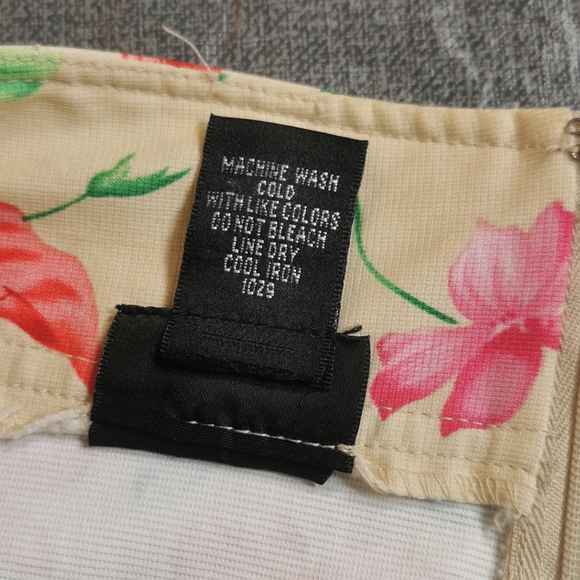 MACHINE WASH
COLD
WITH LIKE COLORS
DO NOT BLEACH
LINE DRY
COOL IRON
1029